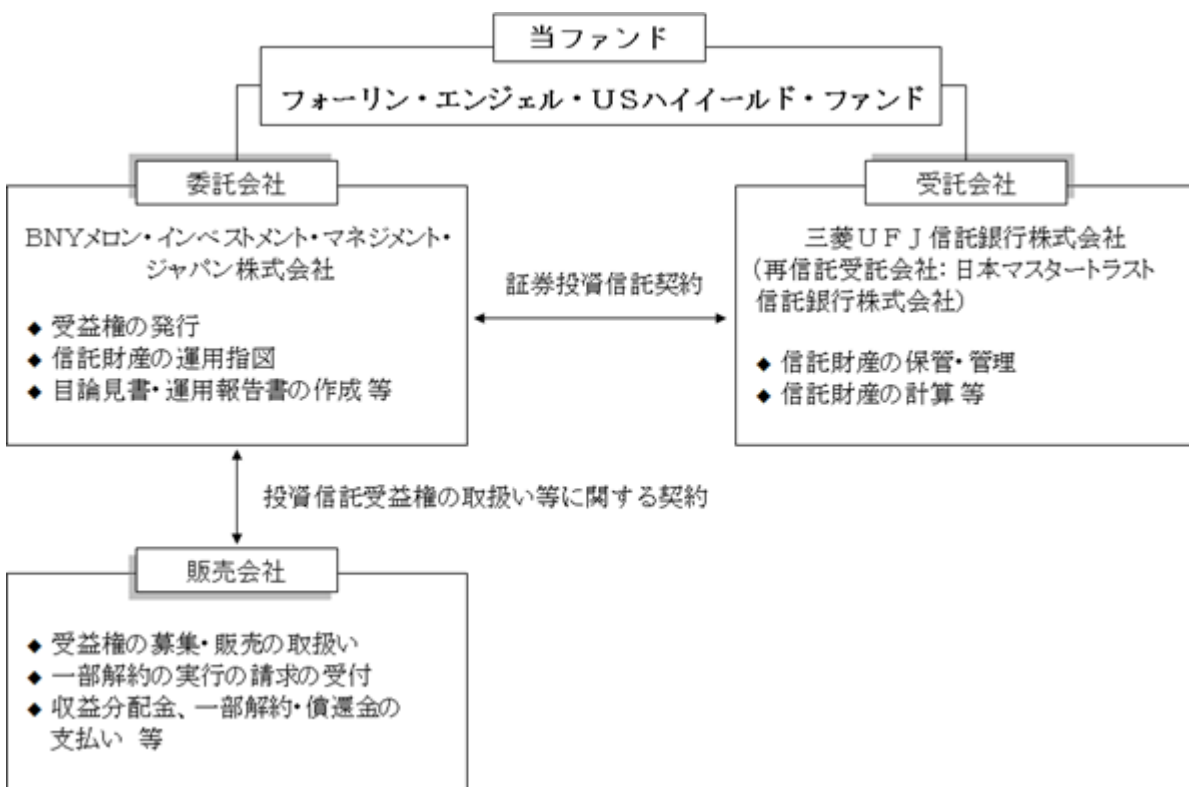 当ファンド
フォーリン・エンジェル・ＵＳハイイールド・ファンド
委託会社
BNYメロン・インベストメント・マネジメント・
ジャパン株式会社
◆ 受益権の発行
◆ 信託財産の運用指図
◆ 目論見書・運用報告書の作成 等
証券投資信託契約
受託会社
三菱ＵＦＪ信託銀行株式会社
(再信託受託会社：日本マスタートラスト
信託銀行株式会社)
◆ 信託財産の保管・管理
◆ 信託財産の計算 等
投資信託受益権の取扱い等に関する契約
販売会社
◆ 受益権の募集・販売の取扱い
◆ 一部解約の実行の請求の受付
◆ 収益分配金、一部解約・償還金の
支払い 等